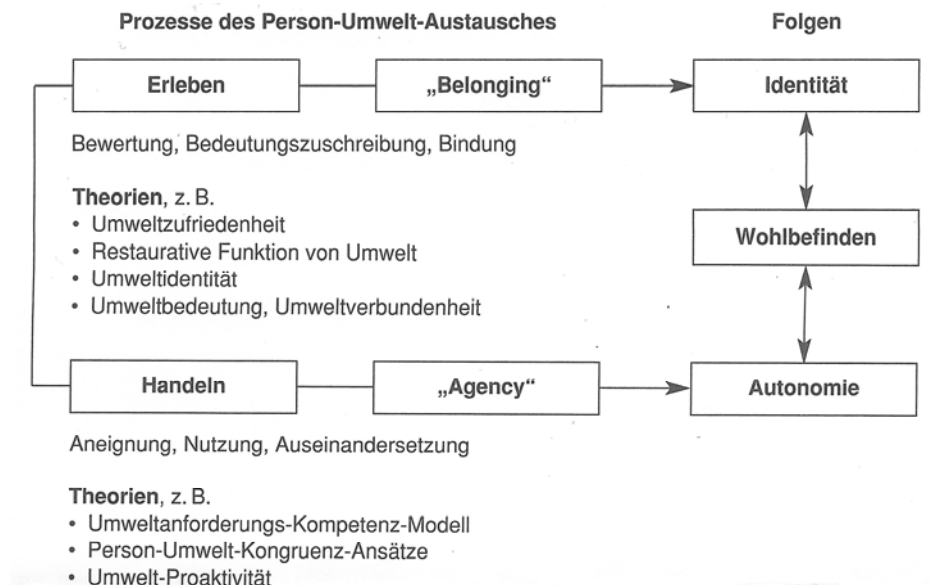 Prozesse des Person-Umwelt-Austausches
Folgen
Erleben
„Belonging“
Identität
Bewertung, Bedeutungszuschreibung, Bindung
Theorien, z. B.
• Umweltzufriedenheit
• Restaurative Funktion von Umwelt
• Umweltidentität
• Umweltbedeutung, Umweltverbundenheit
Wohlbefinden
Handeln
„Agency“
Autonomie
Aneignung, Nutzung, Auseinandersetzung
Theorien, z. B.
• Umweltanforderungs-Kompetenz-Modell
• Person-Umwelt-Kongruenz-Ansätze
• Umwelt-Proaktivität